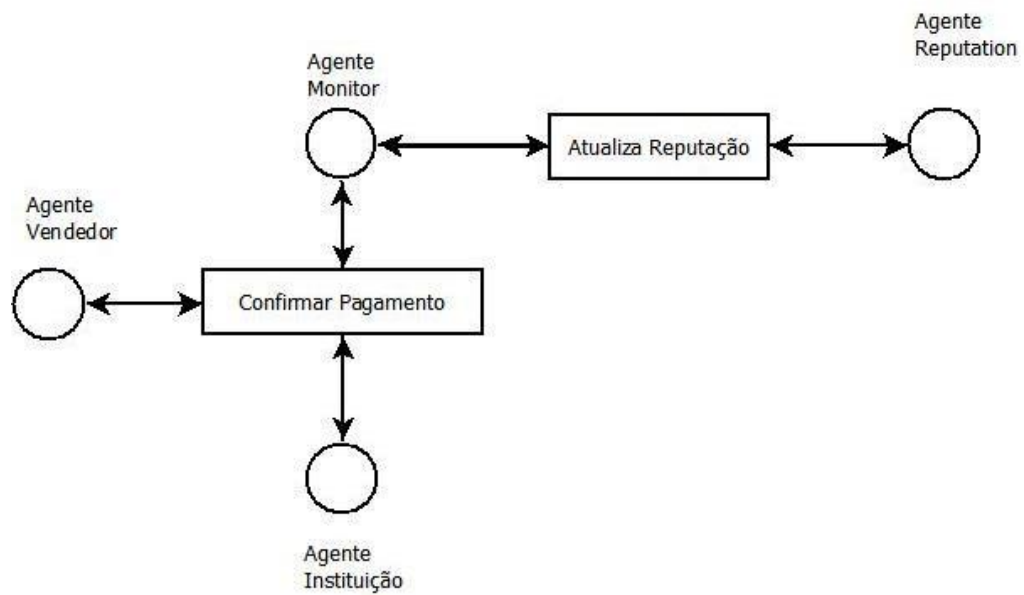 Agente
Reputation
Agente
Monitor
Atualiza Reputação
Agente
Vendedor
Confirmar Pagamento
Agente
Instituição